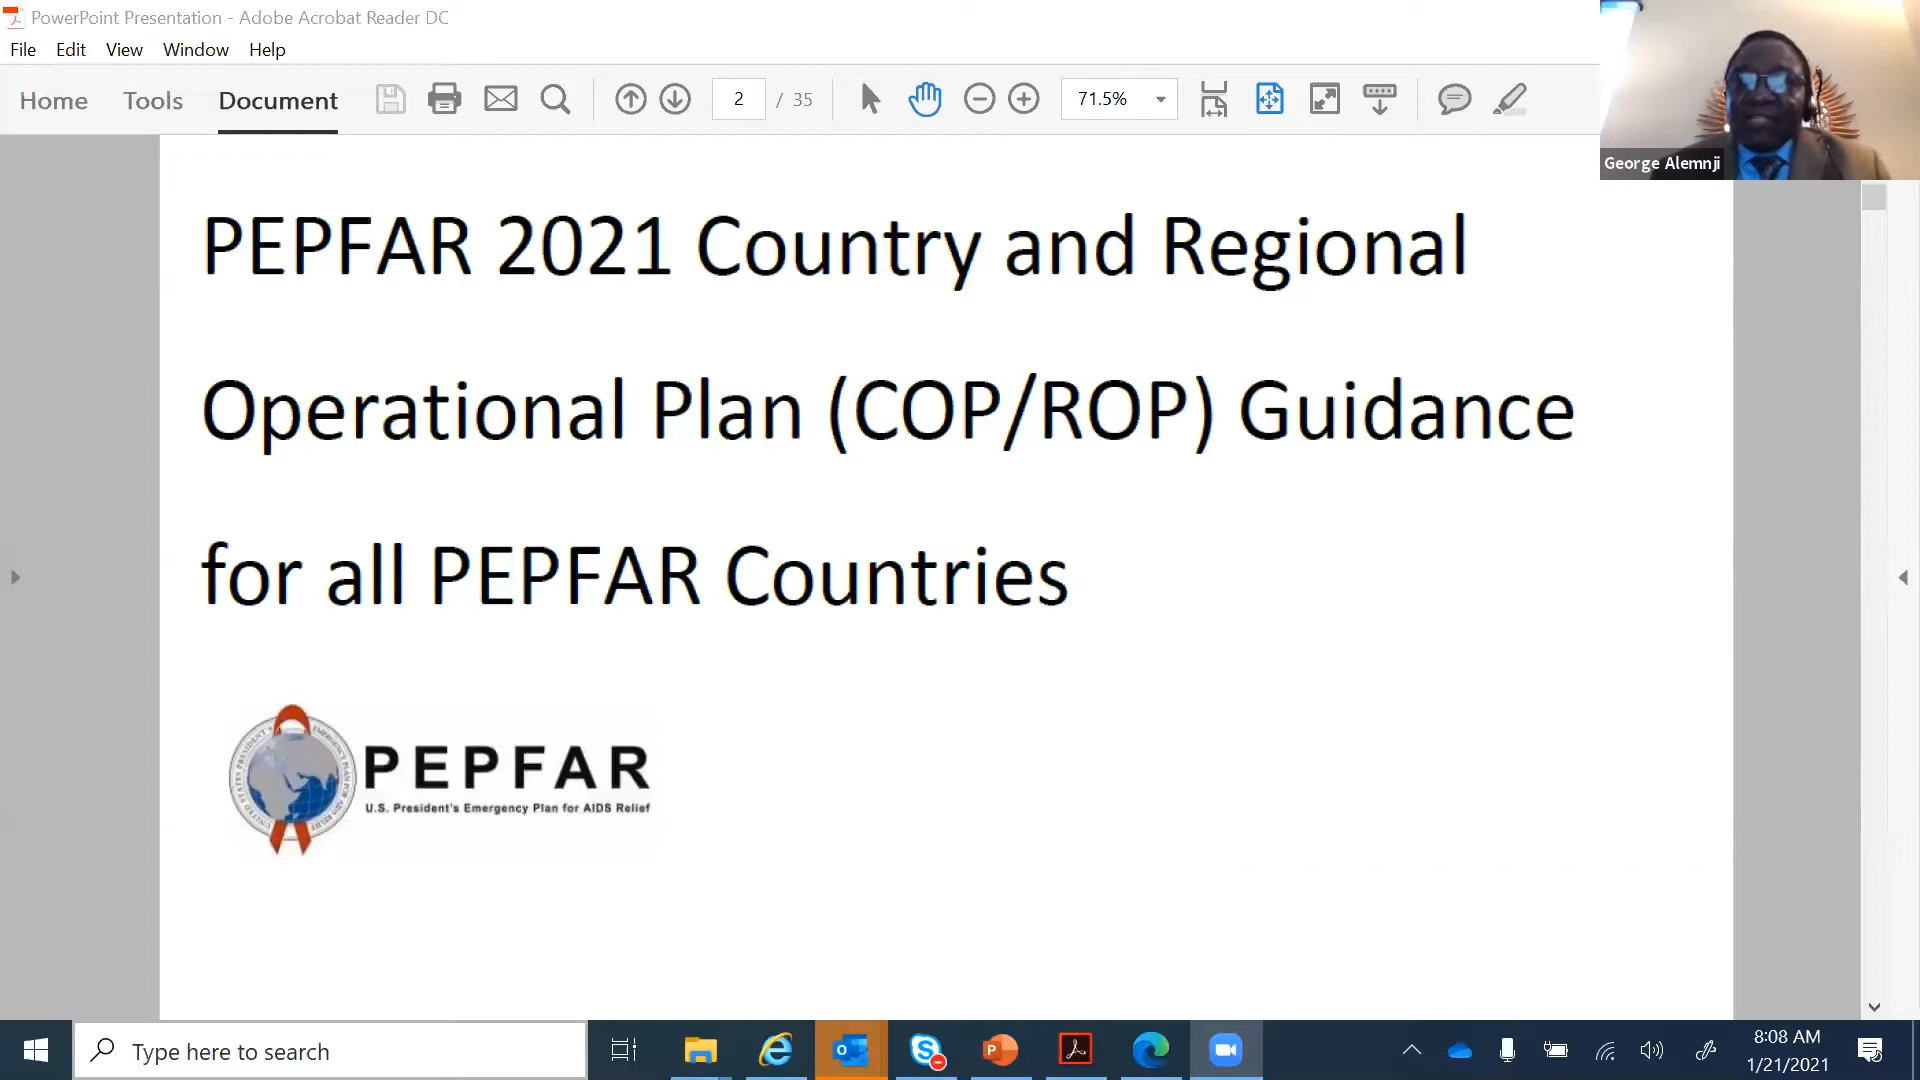 PowerPoint Presentation - Adobe Acrobat Reader DC
File Edit View Window Help
Home Tools Document 2 / 35 71.5%
George Alemnji
PEPFAR 2021 Country and Regional
Operational Plan (COP/ROP) Guidance
for all PEPFAR Countries
PEPFAR
U.S. President's Emergency Plan for AIDS Relief
Type here to search
8:08 AM
1/21/2021